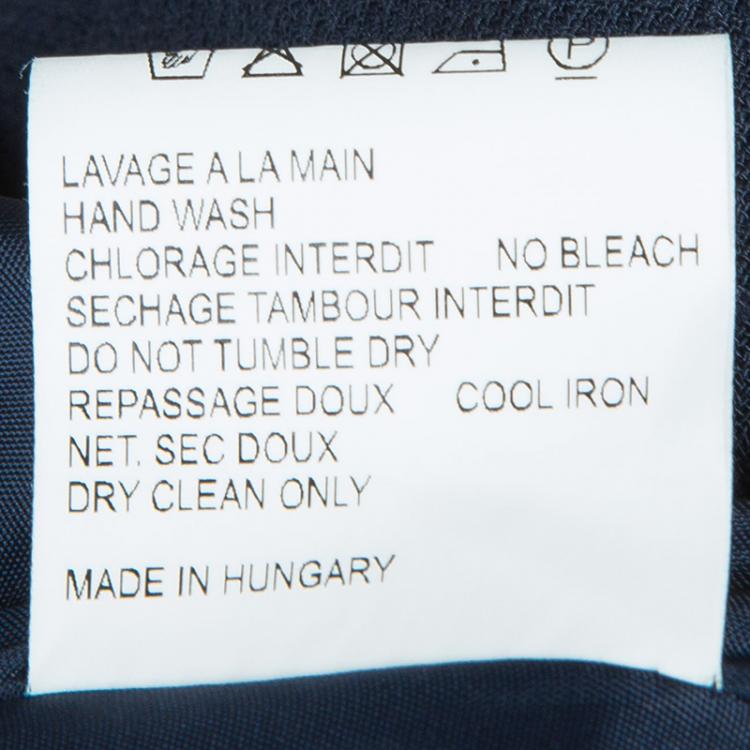 P
LAVAGE A LA MAIN
HAND WASH
CHLORAGE INTERDIT NO BLEACH
SECHAGE TAMBOUR INTERDIT
DO NOT TUMBLE DRY
REPASSAGE DOUX COOL IRON
NET. SEC DOUX
DRY CLEAN ONLY
MADE IN HUNGARY